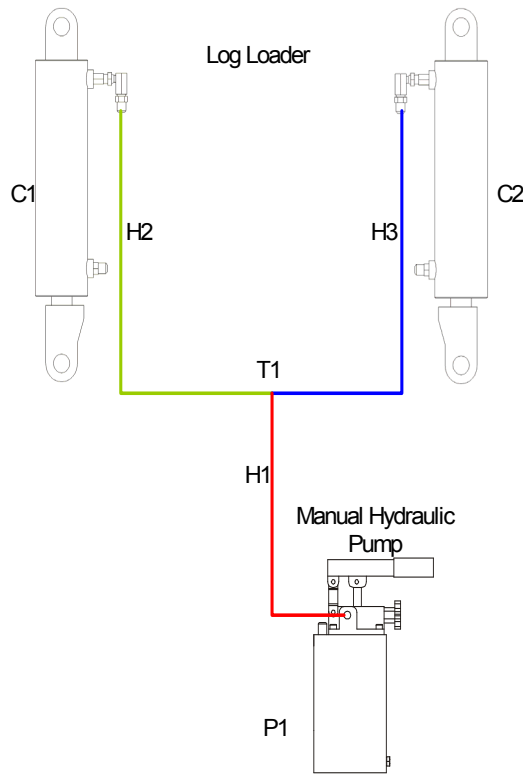 Log Loader
C1
C2
H2
H3
T1
H1
Manual Hydraulic
Pump
P1